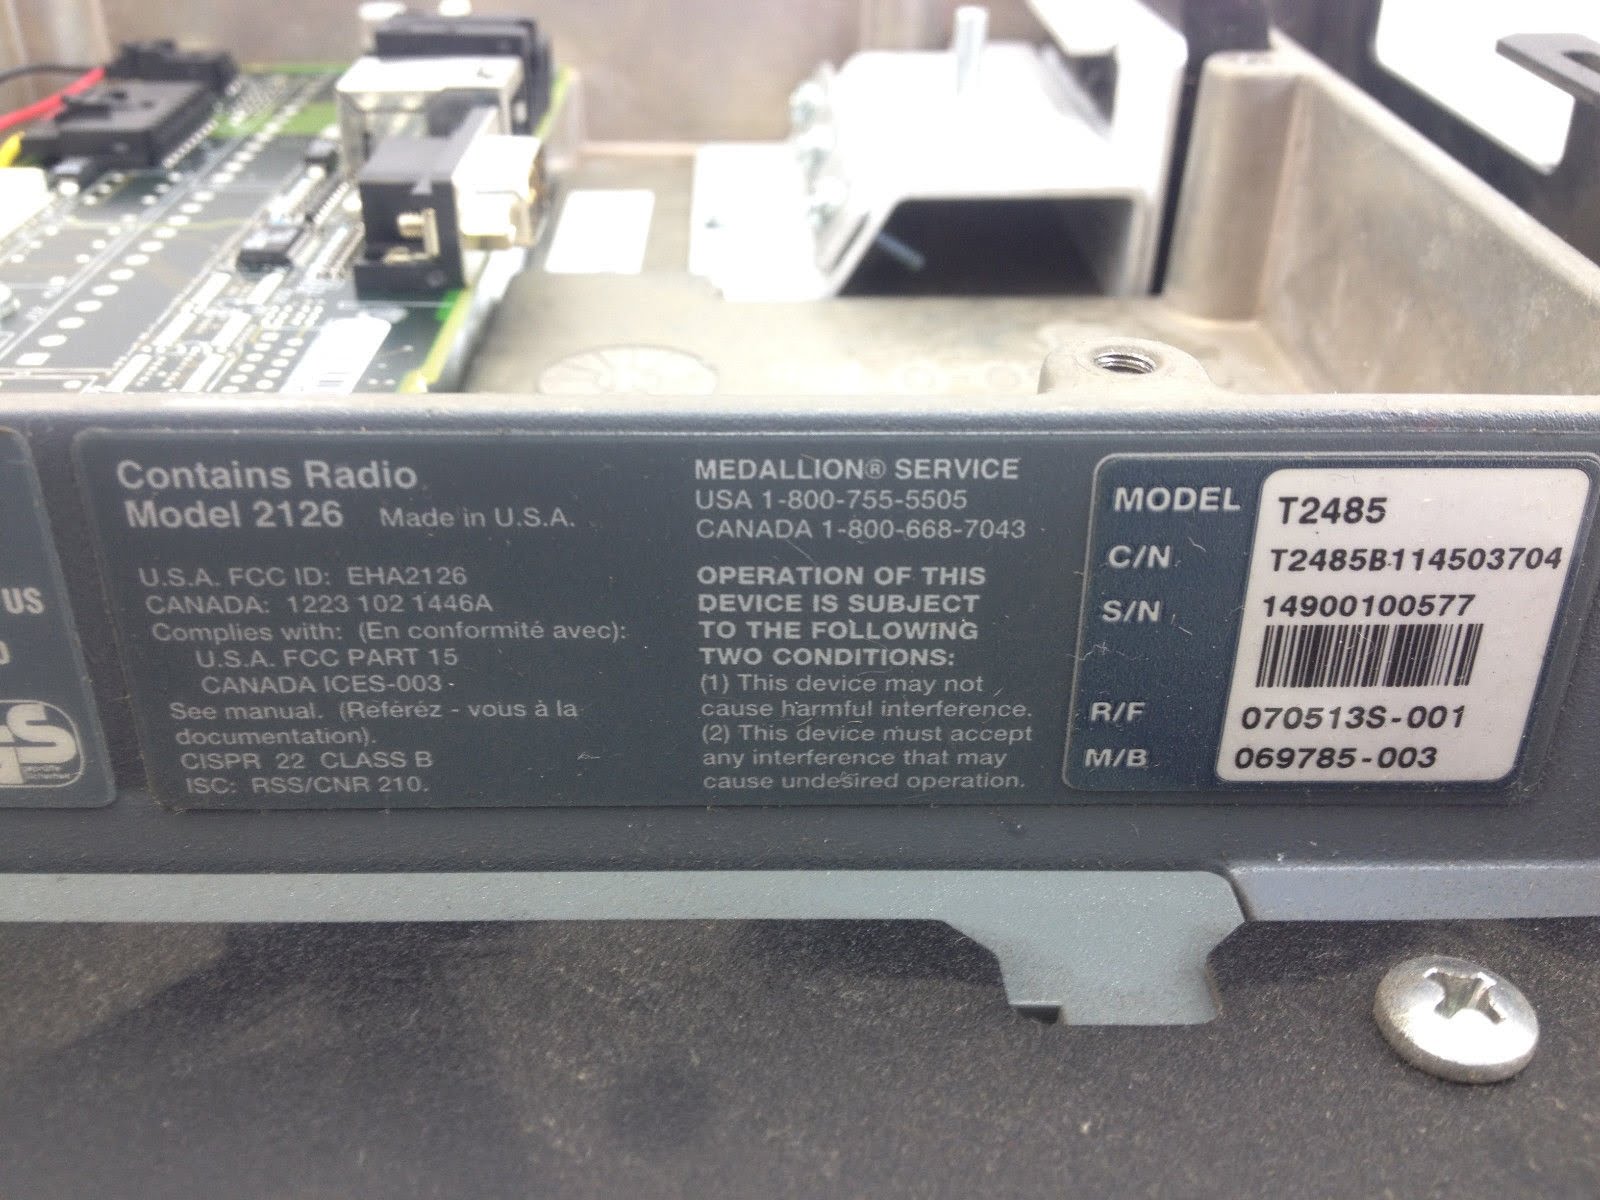 US
GS
geprüfte
Sicherheit
Contains Radio
Model 2126 Made in U.S.A.
U.S.A. FCC ID: EHA2126
CANADA: 1223 102 1446A
Complies with: (En conformité avec):
U.S.A. FCC PART 15
CANADA ICES-003
See manual. (Référéz - vous à la
documentation).
CISPR 22 CLASS B
ISC: RSS/CNR 210.
MEDALLION® SERVICE
USA 1-800-755-5505
CANADA 1-800-668-7043
OPERATION OF THIS
DEVICE IS SUBJECT
TO THE FOLLOWING
TWO CONDITIONS:
(1) This device may not
cause harmful interference.
(2) This device must accept
any interference that may
cause undesired operation.
MODEL T2485
C/N T2485B114503704
S/N 14900100577
R/F 070513S-001
M/B 069785-003